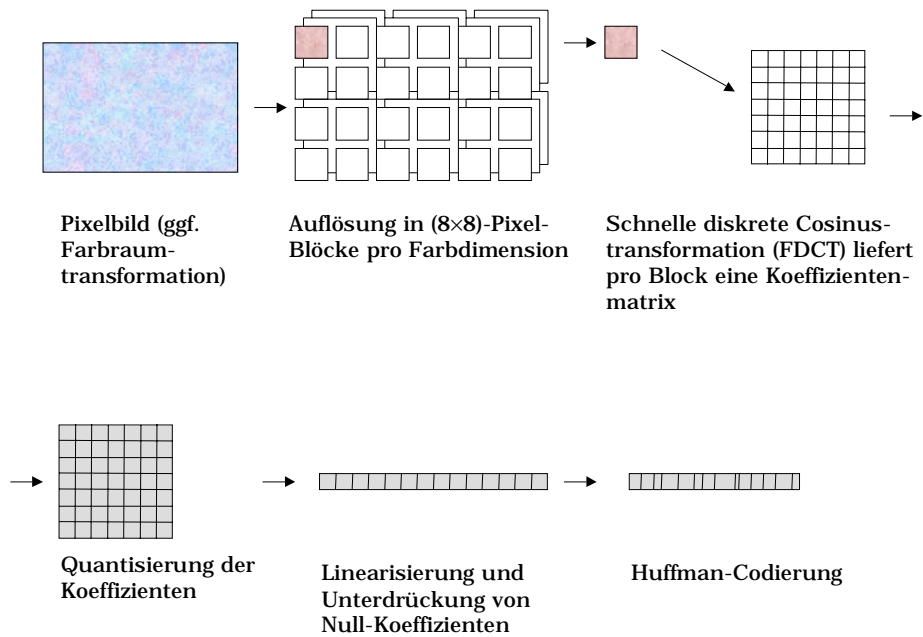 Pixelbild (ggf.
Farbraum-
transformation)
Auflösung in (8×8)-Pixel-
Blöcke pro Farbdimension
Schnelle diskrete Cosinus-
transformation (FDCT) liefert
pro Block eine Koeffizienten-
matrix
Quantisierung der
Koeffizienten
Linearisierung und
Unterdrückung von
Null-Koeffizienten
Huffman-Codierung